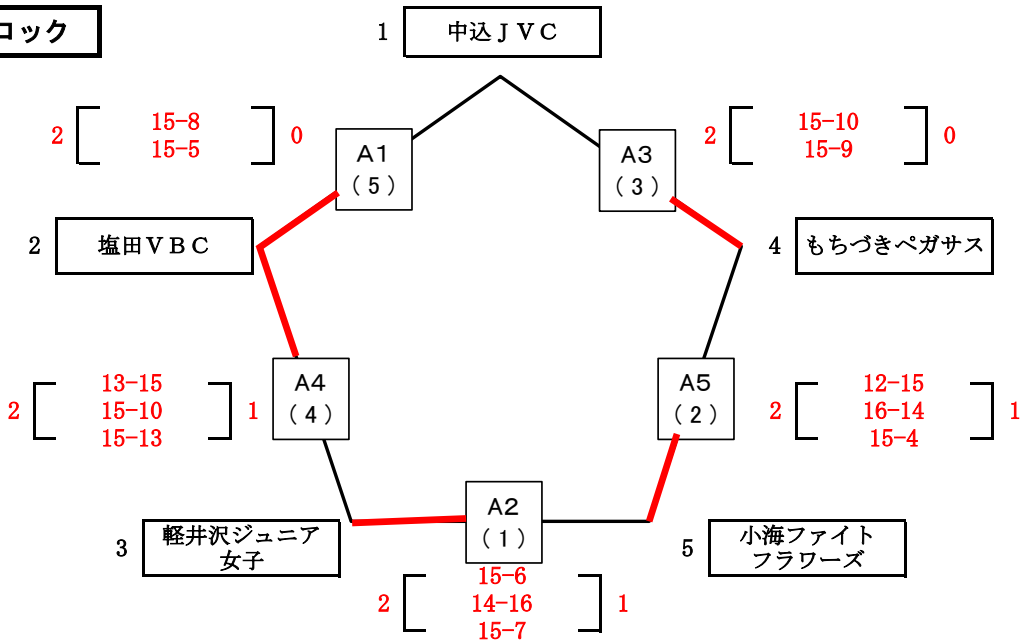 ロック
1 中込ＪＶＣ
2 15-8 0
15-5
2 15-10 0
15-9
A1
(5)
A3
(3)
2 塩田ＶＢＣ
4 もちづきペガサス
2 13-15 1
15-10
15-13
A4
(4)
A5
(2)
2 12-15 1
16-14
15-4
3 軽井沢ジュニア
女子
A2
(1)
5 小海ファイト
フラワーズ
2 15-6 1
14-16
15-7